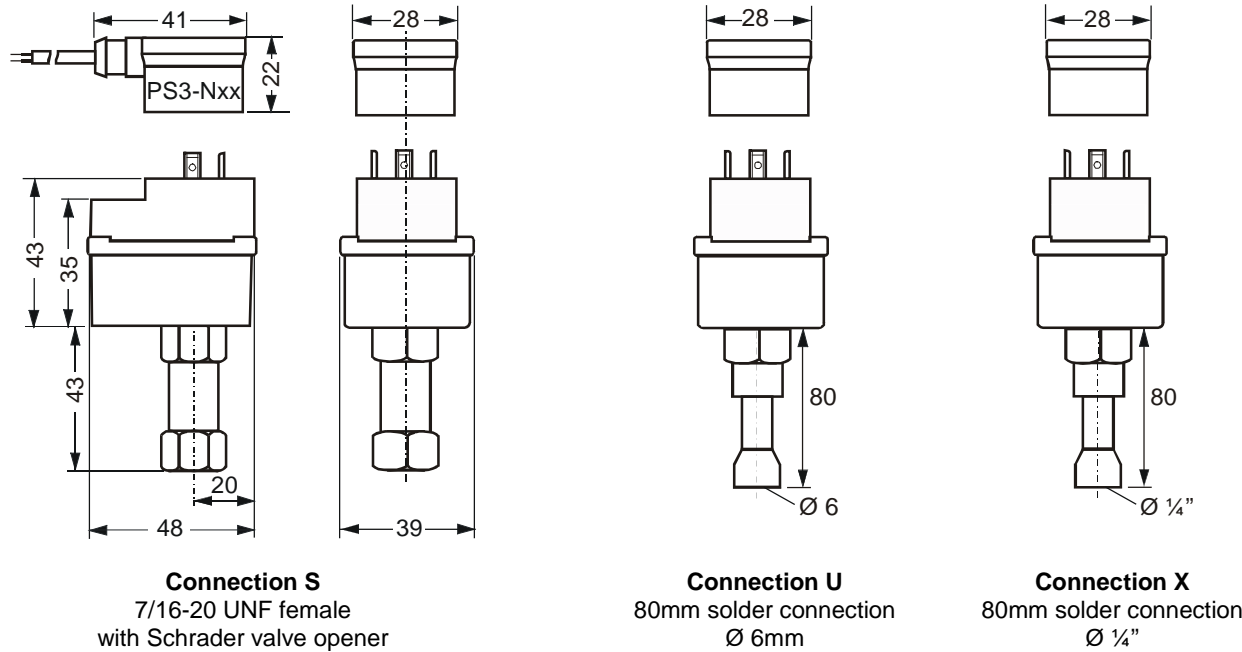 41
28
28
28
PS3-Nxx
22
43
35
43
20
48
39
80
Ø 6
80
Ø ¼”
Connection S
7/16-20 UNF female
with Schrader valve opener
Connection U
80mm solder connection
Ø 6mm
Connection X
80mm solder connection
Ø ¼”